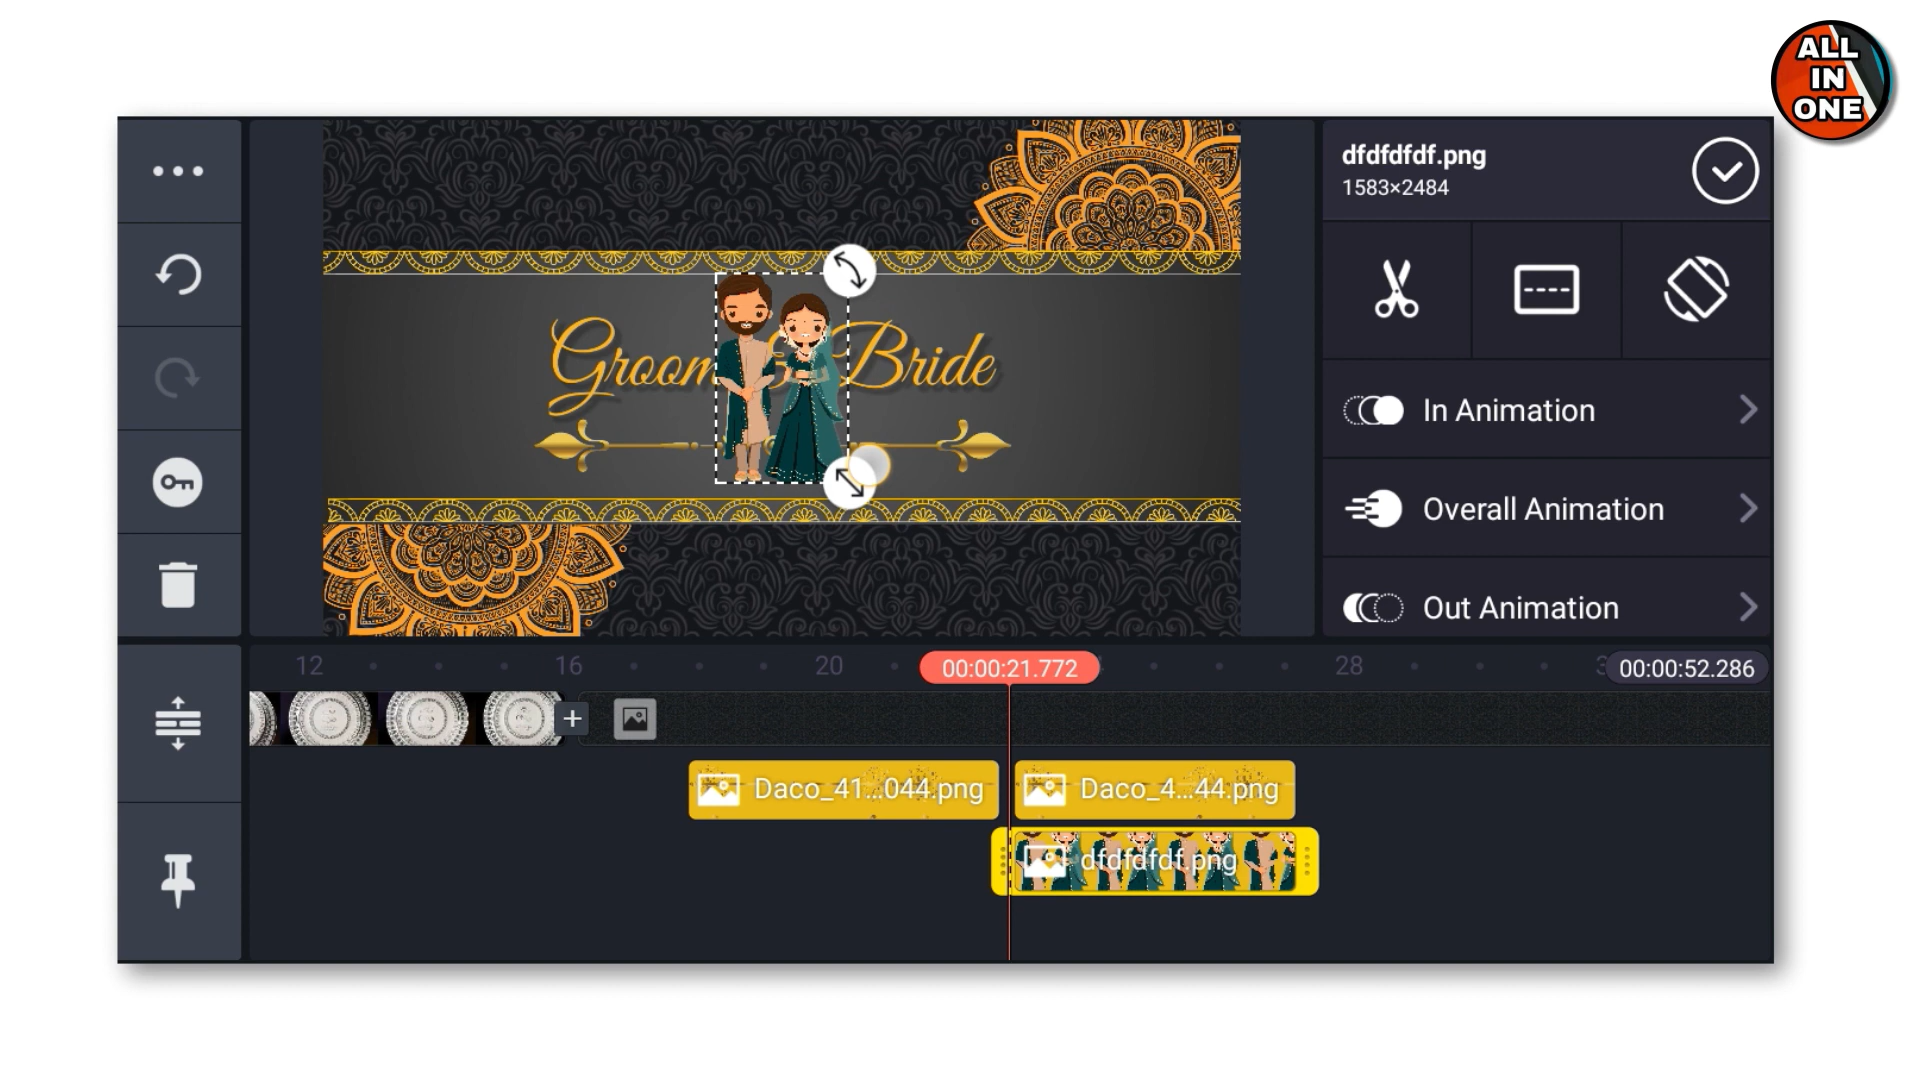 ALL
IN
ONE
dfdfdfdf.png
1583×2484
Groom & Bride
In Animation
Overall Animation
Out Animation
12
16
20
00:00:21.772
28
00:00:52.286
Daco_41...044.png
Daco_4...44.png
dfdfdfdf.png